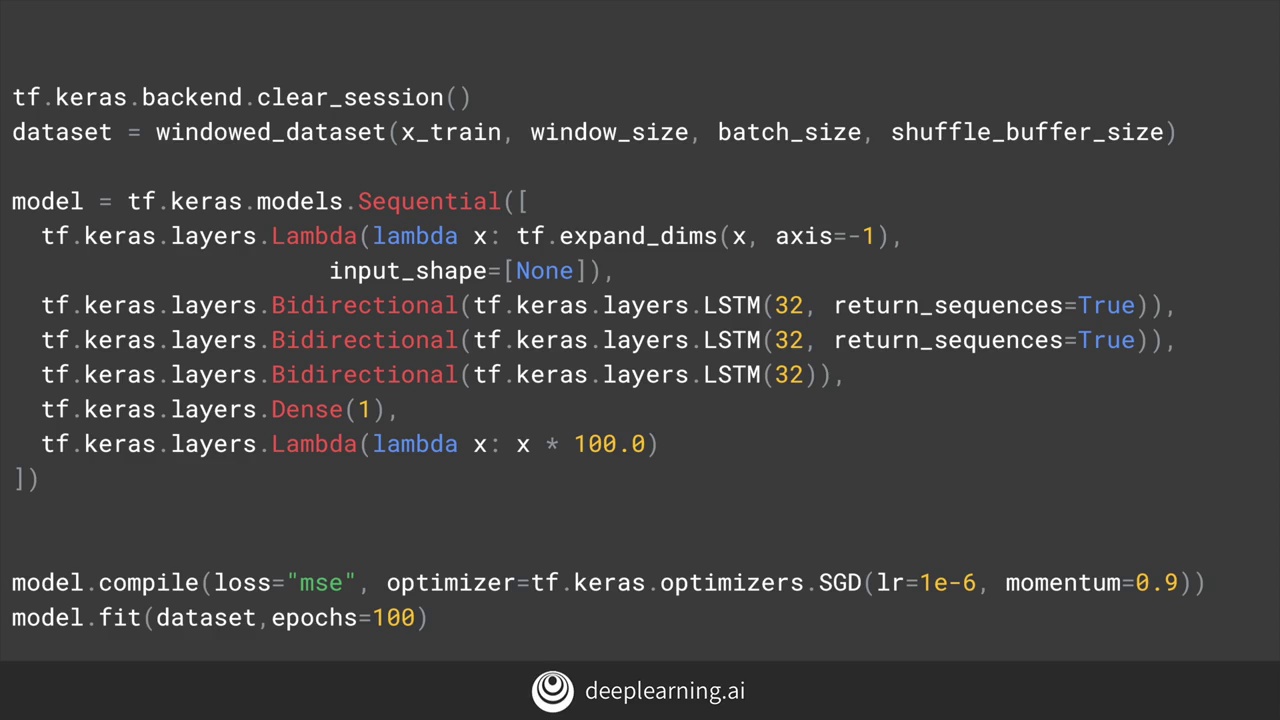 tf.keras.backend.clear_session()
dataset = windowed_dataset(x_train, window_size, batch_size, shuffle_buffer_size)
model = tf.keras.models.Sequential([
  tf.keras.layers.Lambda(lambda x: tf.expand_dims(x, axis=-1),
                      input_shape=[None]),
  tf.keras.layers.Bidirectional(tf.keras.layers.LSTM(32, return_sequences=True)),
  tf.keras.layers.Bidirectional(tf.keras.layers.LSTM(32, return_sequences=True)),
  tf.keras.layers.Bidirectional(tf.keras.layers.LSTM(32)),
  tf.keras.layers.Dense(1),
  tf.keras.layers.Lambda(lambda x: x * 100.0)
])
model.compile(loss="mse", optimizer=tf.keras.optimizers.SGD(lr=1e-6, momentum=0.9))
model.fit(dataset,epochs=100)
deeplearning.ai